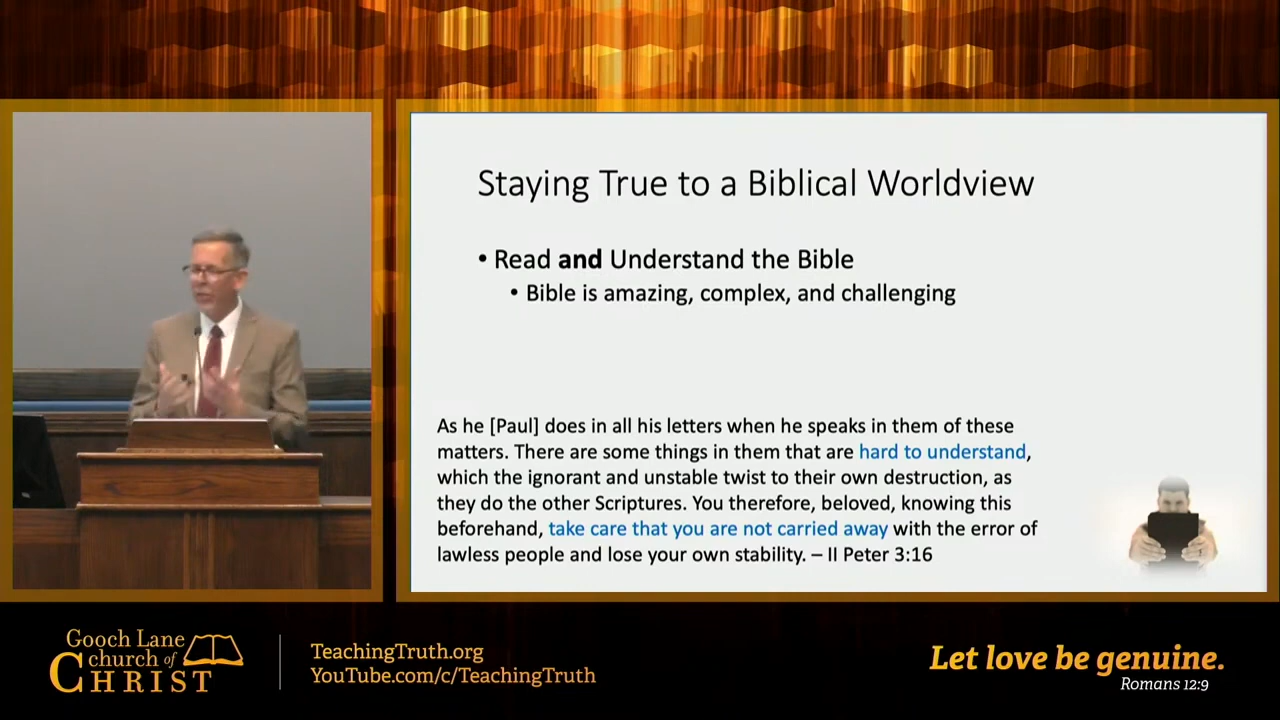 Staying True to a Biblical Worldview
• Read and Understand the Bible
• Bible is amazing, complex, and challenging
As he [Paul] does in all his letters when he speaks in them of these
matters. There are some things in them that are hard to understand,
which the ignorant and unstable twist to their own destruction, as
they do the other Scriptures. You therefore, beloved, knowing this
beforehand, take care that you are not carried away with the error of
lawless people and lose your own stability. – II Peter 3:16
Gooch Lane
church of
CHRIST
TeachingTruth.org
YouTube.com/c/TeachingTruth
Let love be genuine.
Romans 12:9